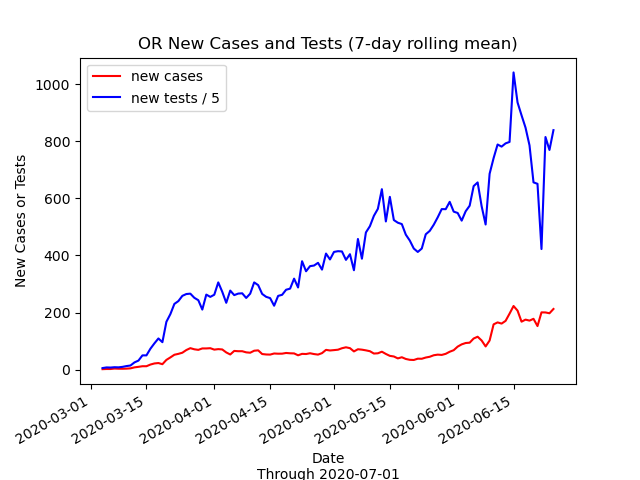 OR New Cases and Tests (7-day rolling mean)
new cases
new tests / 5
New Cases or Tests
1000
800
600
400
200
0
2020-03-01
2020-03-15
2020-04-01
2020-04-15
2020-05-01
2020-05-15
2020-06-01
2020-06-15
Date
Through 2020-07-01